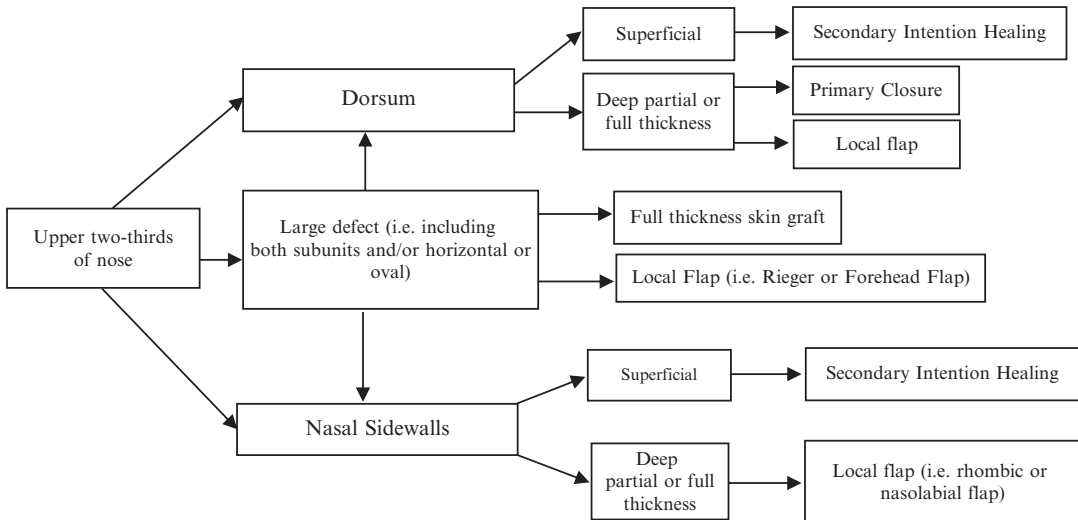 Superficial
Secondary Intention Healing
Dorsum
Deep partial or
full thickness
Primary Closure
Local flap
Upper two-thirds
of nose
Large defect (i.e. including
both subunits and/or horizontal or
oval)
Full thickness skin graft
Local Flap (i.e. Rieger or Forehead Flap)
Nasal Sidewalls
Superficial
Secondary Intention Healing
Deep
partial or full
thickness
Local flap (i.e. rhombic or
nasolabial flap)